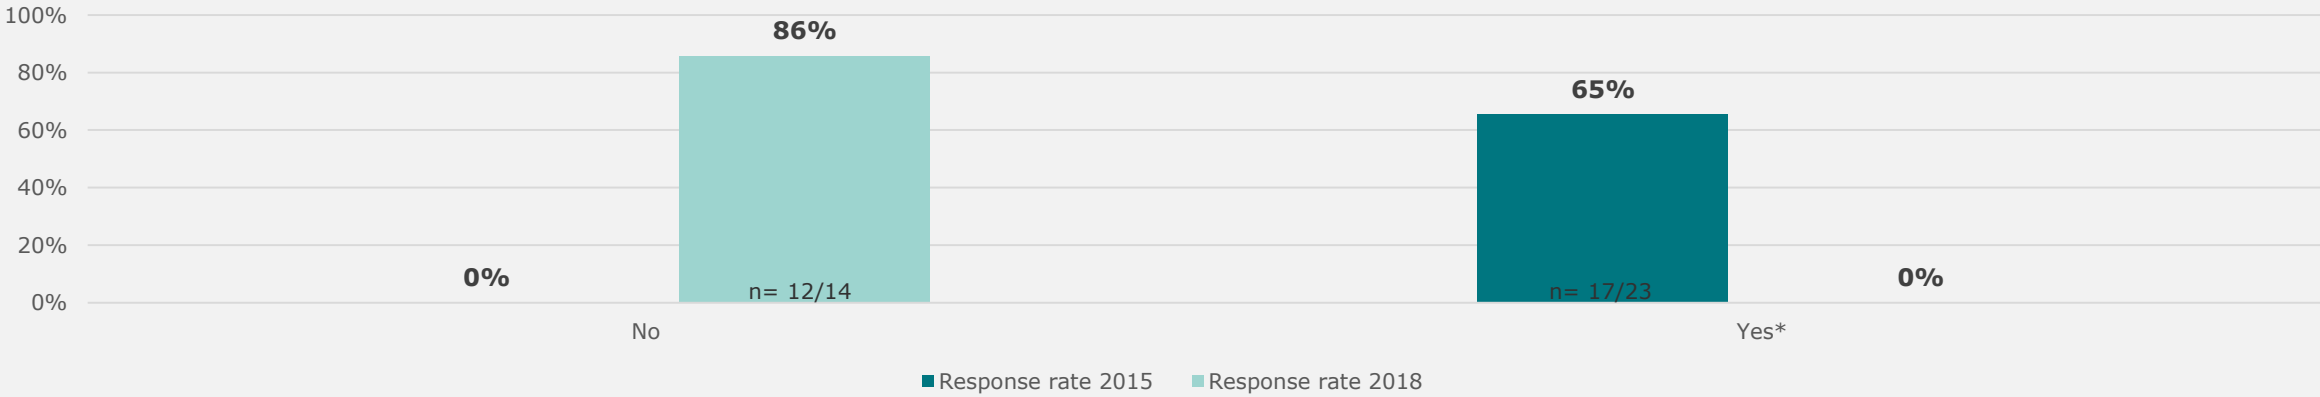 100%
80%
60%
40%
20%
0%
0%
86%
n= 12/14
65%
n= 17/23
0%
No
Yes*
Response rate 2015
Response rate 2018